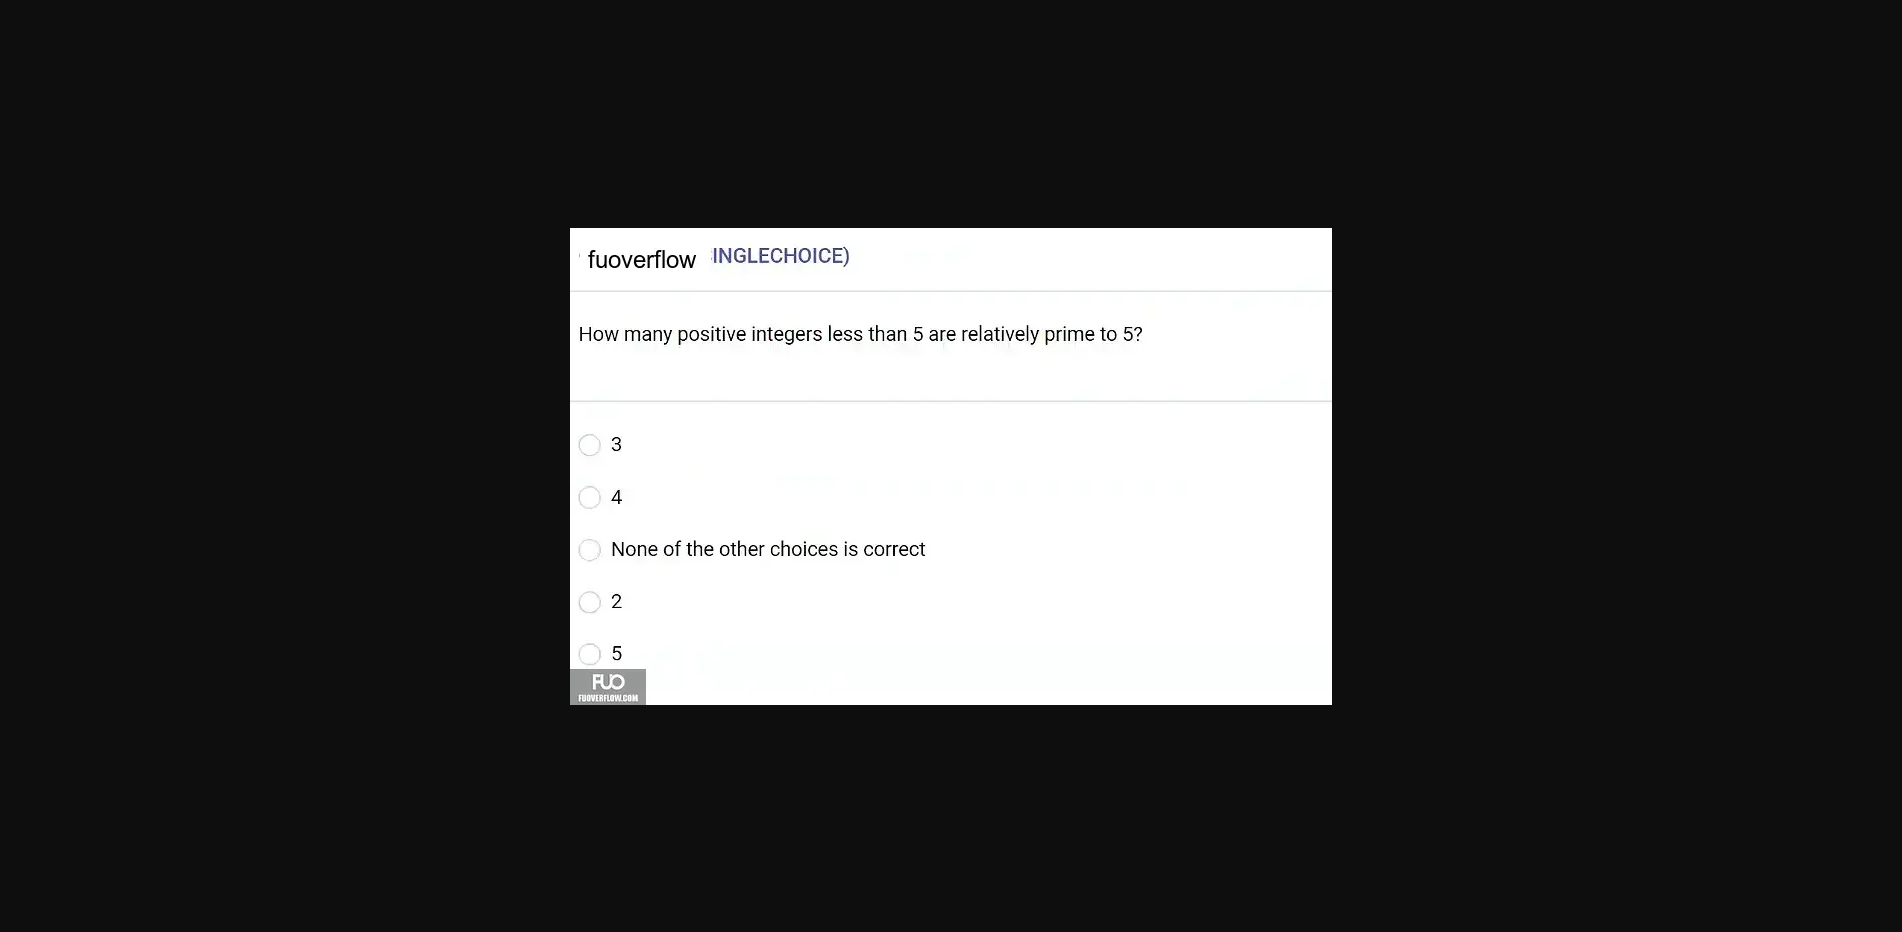 fuoverflow INGLECHOICE)
How many positive integers less than 5 are relatively prime to 5?
3
4
None of the other choices is correct
2
5
FUO
FUOVERFLOW.COM